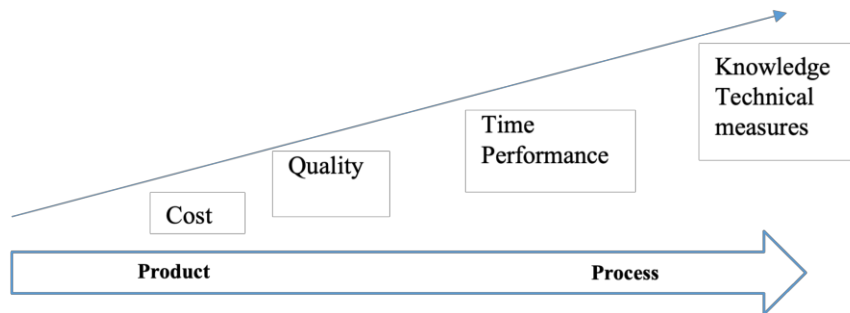 Knowledge
Technical
measures
Time
Performance
Quality
Cost
Product
Process